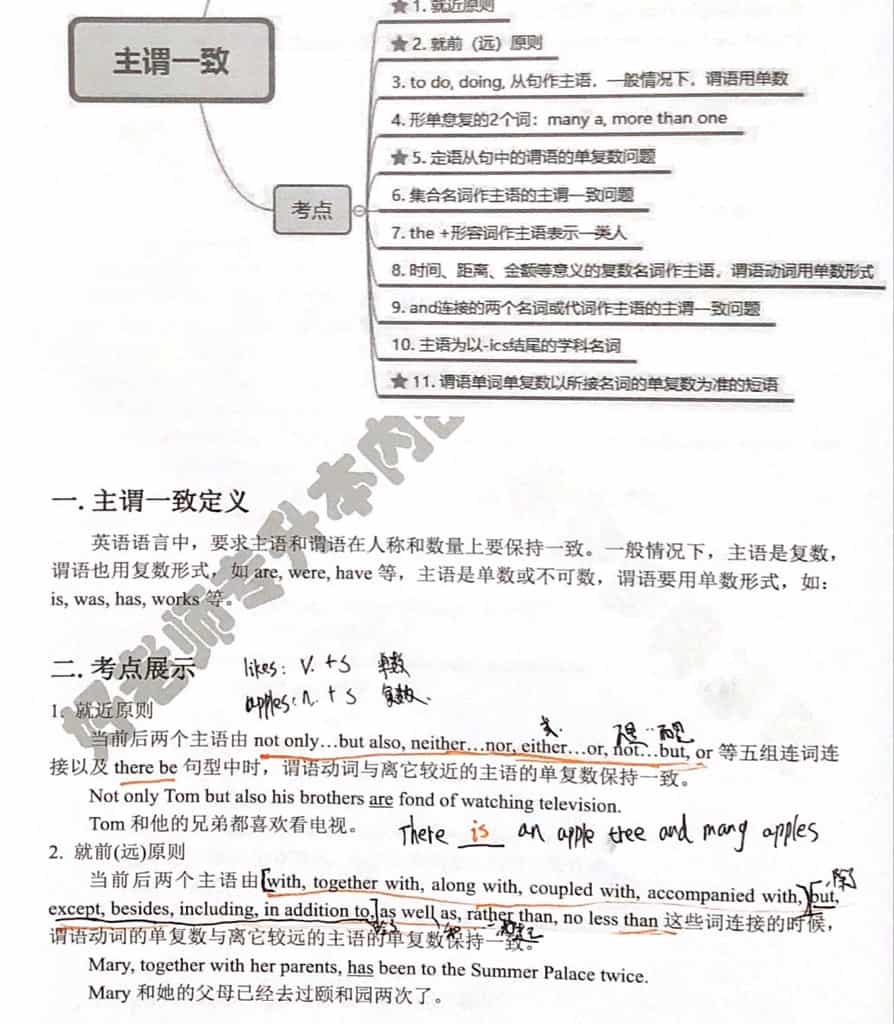 ★ 1. 就近原则
主谓一致
★ 2. 就前（远）原则
3. to do, doing, 从句作主语，一般情况下，谓语用单数
4. 形单意复的2个词：many a, more than one
★ 5. 定语从句中的谓语的单复数问题
6. 集合名词作主语的主谓一致问题
考点
7. the +形容词作主语表示一类人
8. 时间、距离、金额等意义的复数名词作主语，谓语动词用单数形式
9. and连接的两个名词或代词作主语的主谓一致问题
10. 主语为以-ics结尾的学科名词
★ 11. 谓语单词单复数以所接名词的单复数为准的短语
好老师专升本内
一. 主谓一致定义
英语语言中，要求主语和谓语在人称和数量上要保持一致。一般情况下，主语是复数，
谓语也用复数形式，如 are, were, have 等，主语是单数或不可数，谓语要用单数形式，如：
is, was, has, works 等。
二. 考点展示
likes: v. +s 单数
apples: n. + s 复数.
1. 就近原则
当前后两个主语由 not only…but also, neither…nor, either…or, not…but, or 等五组连词连
接以及 there be 句型中时，谓语动词与离它较近的主语的单复数保持一致。
Not only Tom but also his brothers are fond of watching television.
Tom 和他的兄弟都喜欢看电视。
There is an apple tree and many apples
2. 就前(远)原则
当前后两个主语由 with, together with, along with, coupled with, accompanied with, but,
except, besides, including, in addition to, as well as, rather than, no less than 这些词连接的时候，
谓语动词的单复数与离它较远的主语的单复数保持一致。
Mary, together with her parents, has been to the Summer Palace twice.
Mary 和她的父母已经去过颐和园两次了。